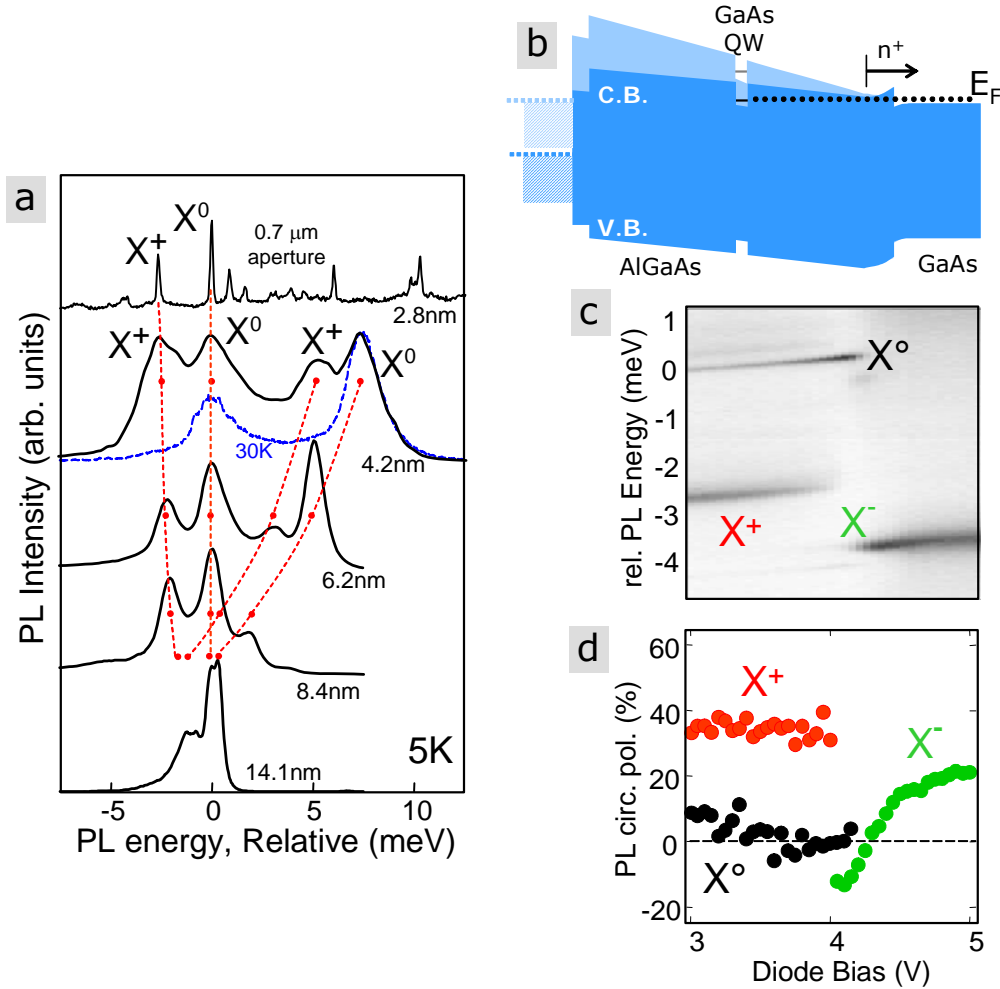 a
X⁺
X⁰
0.7 μm
aperture
2.8nm
X⁺
X⁰
X⁺
X⁰
30K
4.2nm
6.2nm
8.4nm
14.1nm
5K
PL Intensity (arb. units)
-5
0
5
10
PL energy, Relative (meV)
b
GaAs
QW
n⁺
E_F
C.B.
V.B.
AlGaAs
GaAs
c
1
0
-1
-2
-3
-4
rel. PL Energy (meV)
X°
X⁺
X⁻
d
60
40
20
0
-20
PL circ. pol. (%)
X⁺
X⁻
X°
3
4
5
Diode Bias (V)